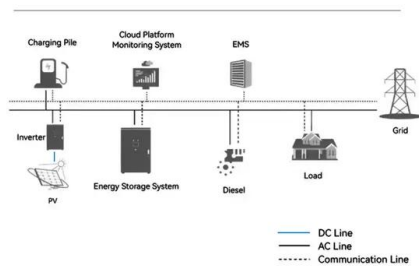 Charging Pile
Cloud Platform
Monitoring System
EMS
Grid
Inverter
PV
Energy Storage System
Diesel
Load
DC Line
AC Line
Communication Line